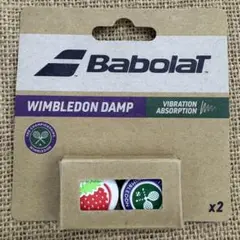 BABOLAT
WIMBLEDON DAMP
VIBRATION
ABSORPTION
x2